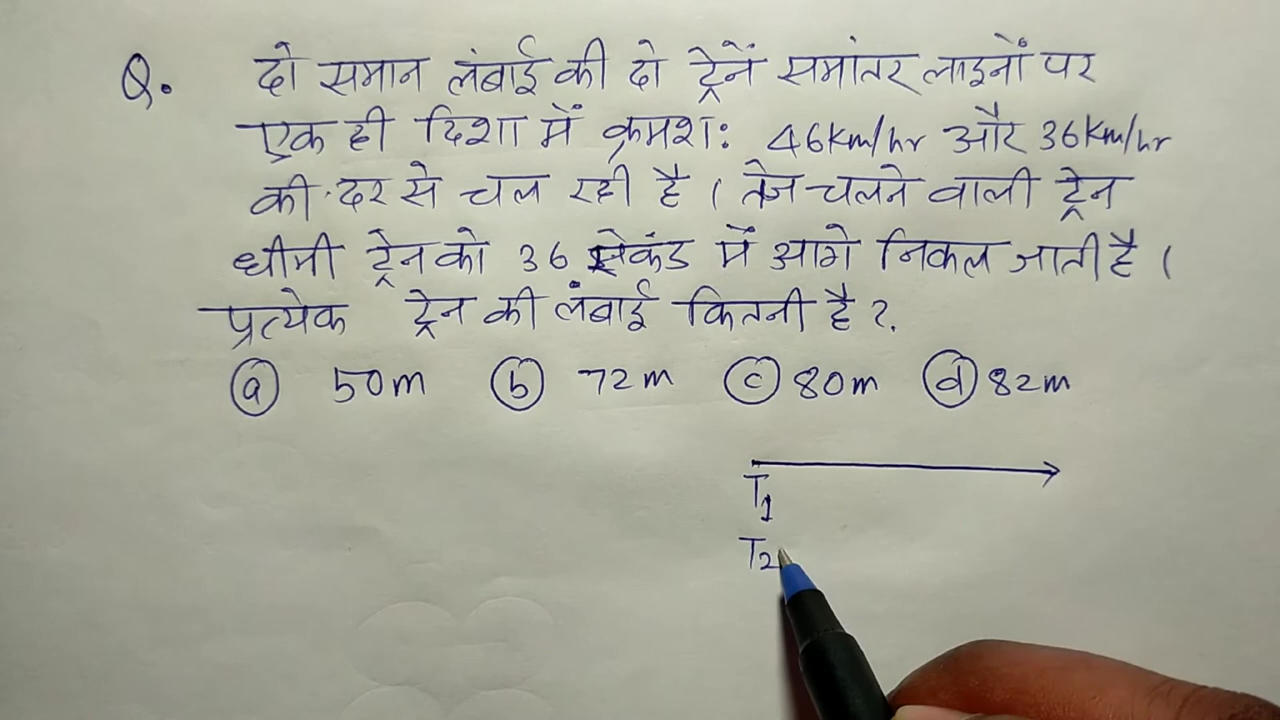 Q. दो समान लंबाई की दो ट्रेनें समांतर लाइनों पर
एक ही दिशा में क्रमशः 46km/hr और 36km/hr
की दर से चल रही है । तेज चलने वाली ट्रेन
धीमी ट्रेन को 36 सेकंड में आगे निकल जाती है ।
प्रत्येक ट्रेन की लंबाई कितनी है ?.
(a) 50m (b) 72m (c) 80m (d) 82m
T1
T2